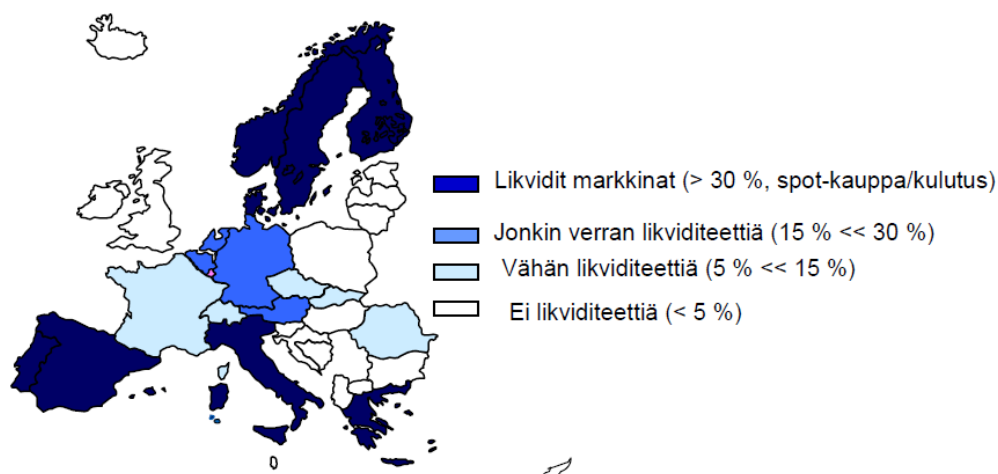 Likvidit markkinat (> 30 %, spot-kauppa/kulutus)
Jonkin verran likviditeettiä (15 % << 30 %)
Vähän likviditeettiä (5 % << 15 %)
Ei likviditeettiä (< 5 %)